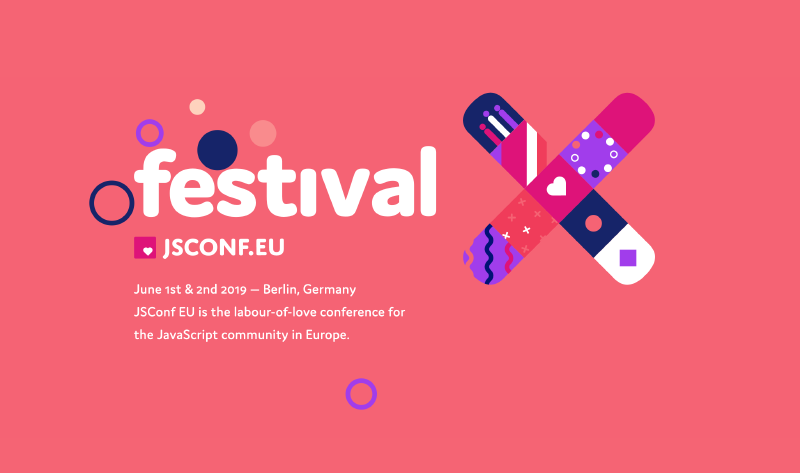 festival
JSCONF.EU
June 1st & 2nd 2019 — Berlin, Germany
JSConf EU is the labour-of-love conference for
the JavaScript community in Europe.